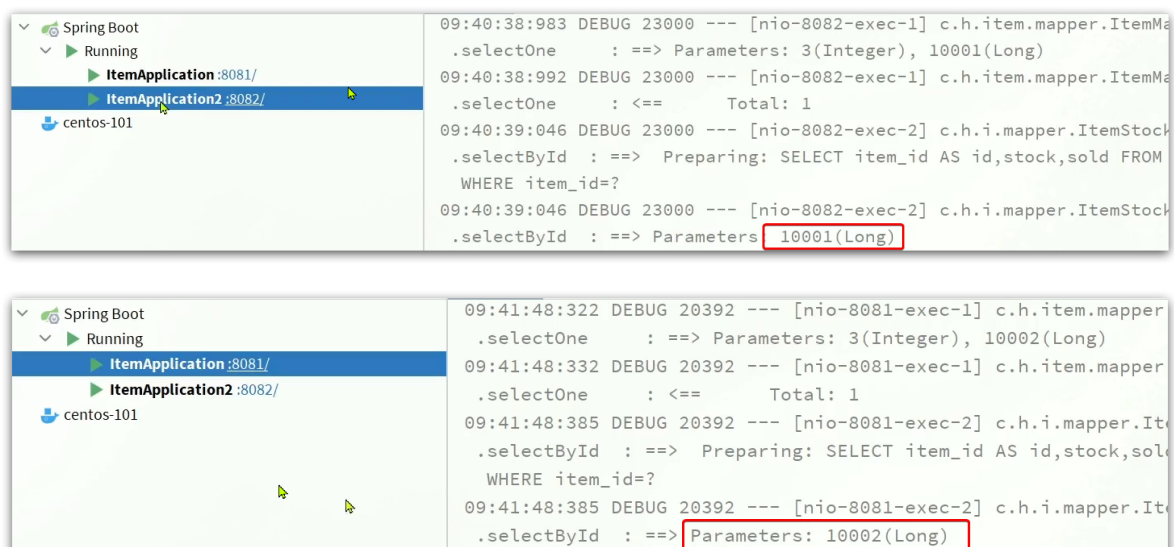 Spring Boot
Running
ItemApplication :8081/
ItemApplication2 :8082/
centos-101
09:40:38:983 DEBUG 23000 --- [nio-8082-exec-1] c.h.item.mapper.ItemMa
.selectOne      : ==> Parameters: 3(Integer), 10001(Long)
09:40:38:992 DEBUG 23000 --- [nio-8082-exec-1] c.h.item.mapper.ItemMa
.selectOne      : <==      Total: 1
09:40:39:046 DEBUG 23000 --- [nio-8082-exec-2] c.h.i.mapper.ItemStock
.selectById  : ==>  Preparing: SELECT item_id AS id,stock,sold FROM
WHERE item_id=?
09:40:39:046 DEBUG 23000 --- [nio-8082-exec-2] c.h.i.mapper.ItemStock
.selectById  : ==> Parameters: 10001(Long)
Spring Boot
Running
ItemApplication :8081/
ItemApplication2 :8082/
centos-101
09:41:48:322 DEBUG 20392 --- [nio-8081-exec-1] c.h.item.mapper
.selectOne      : ==> Parameters: 3(Integer), 10002(Long)
09:41:48:332 DEBUG 20392 --- [nio-8081-exec-1] c.h.item.mapper
.selectOne      : <==      Total: 1
09:41:48:385 DEBUG 20392 --- [nio-8081-exec-2] c.h.i.mapper.Ite
.selectById  : ==>  Preparing: SELECT item_id AS id,stock,sold
WHERE item_id=?
09:41:48:385 DEBUG 20392 --- [nio-8081-exec-2] c.h.i.mapper.Ite
.selectById  : ==> Parameters: 10002(Long)